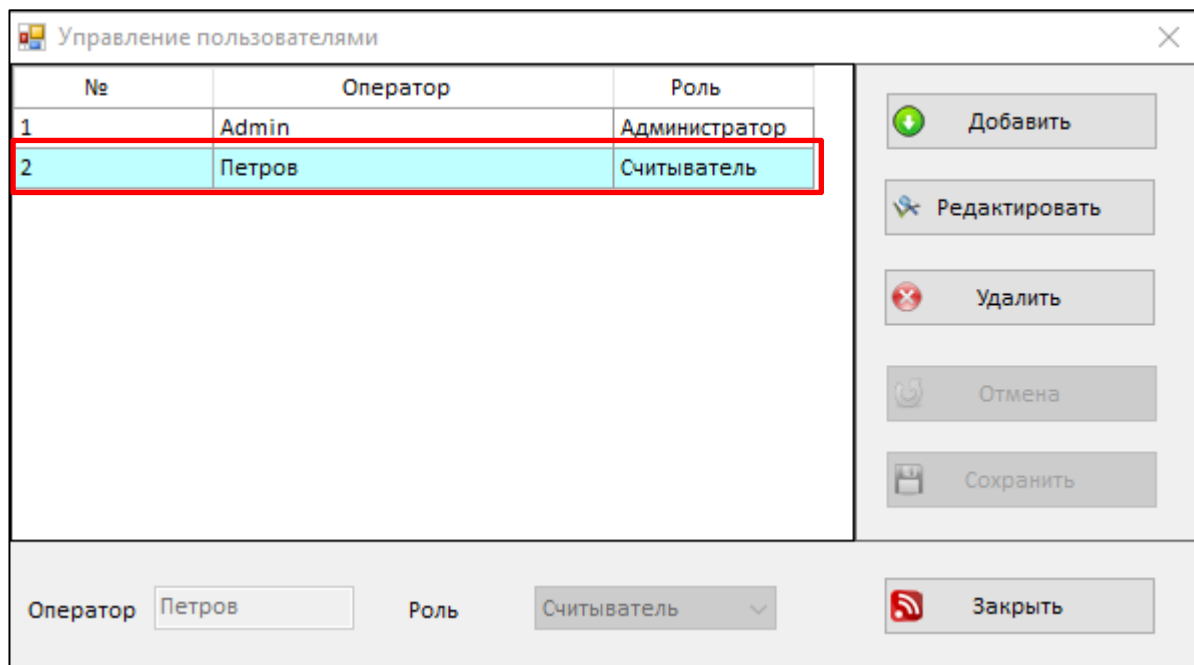 Управление пользователями
№ Оператор Роль
1 Admin Администратор
2 Петров Считыватель
Добавить
Редактировать
Удалить
Отмена
Сохранить
Оператор Петров Роль Считыватель
Закрыть